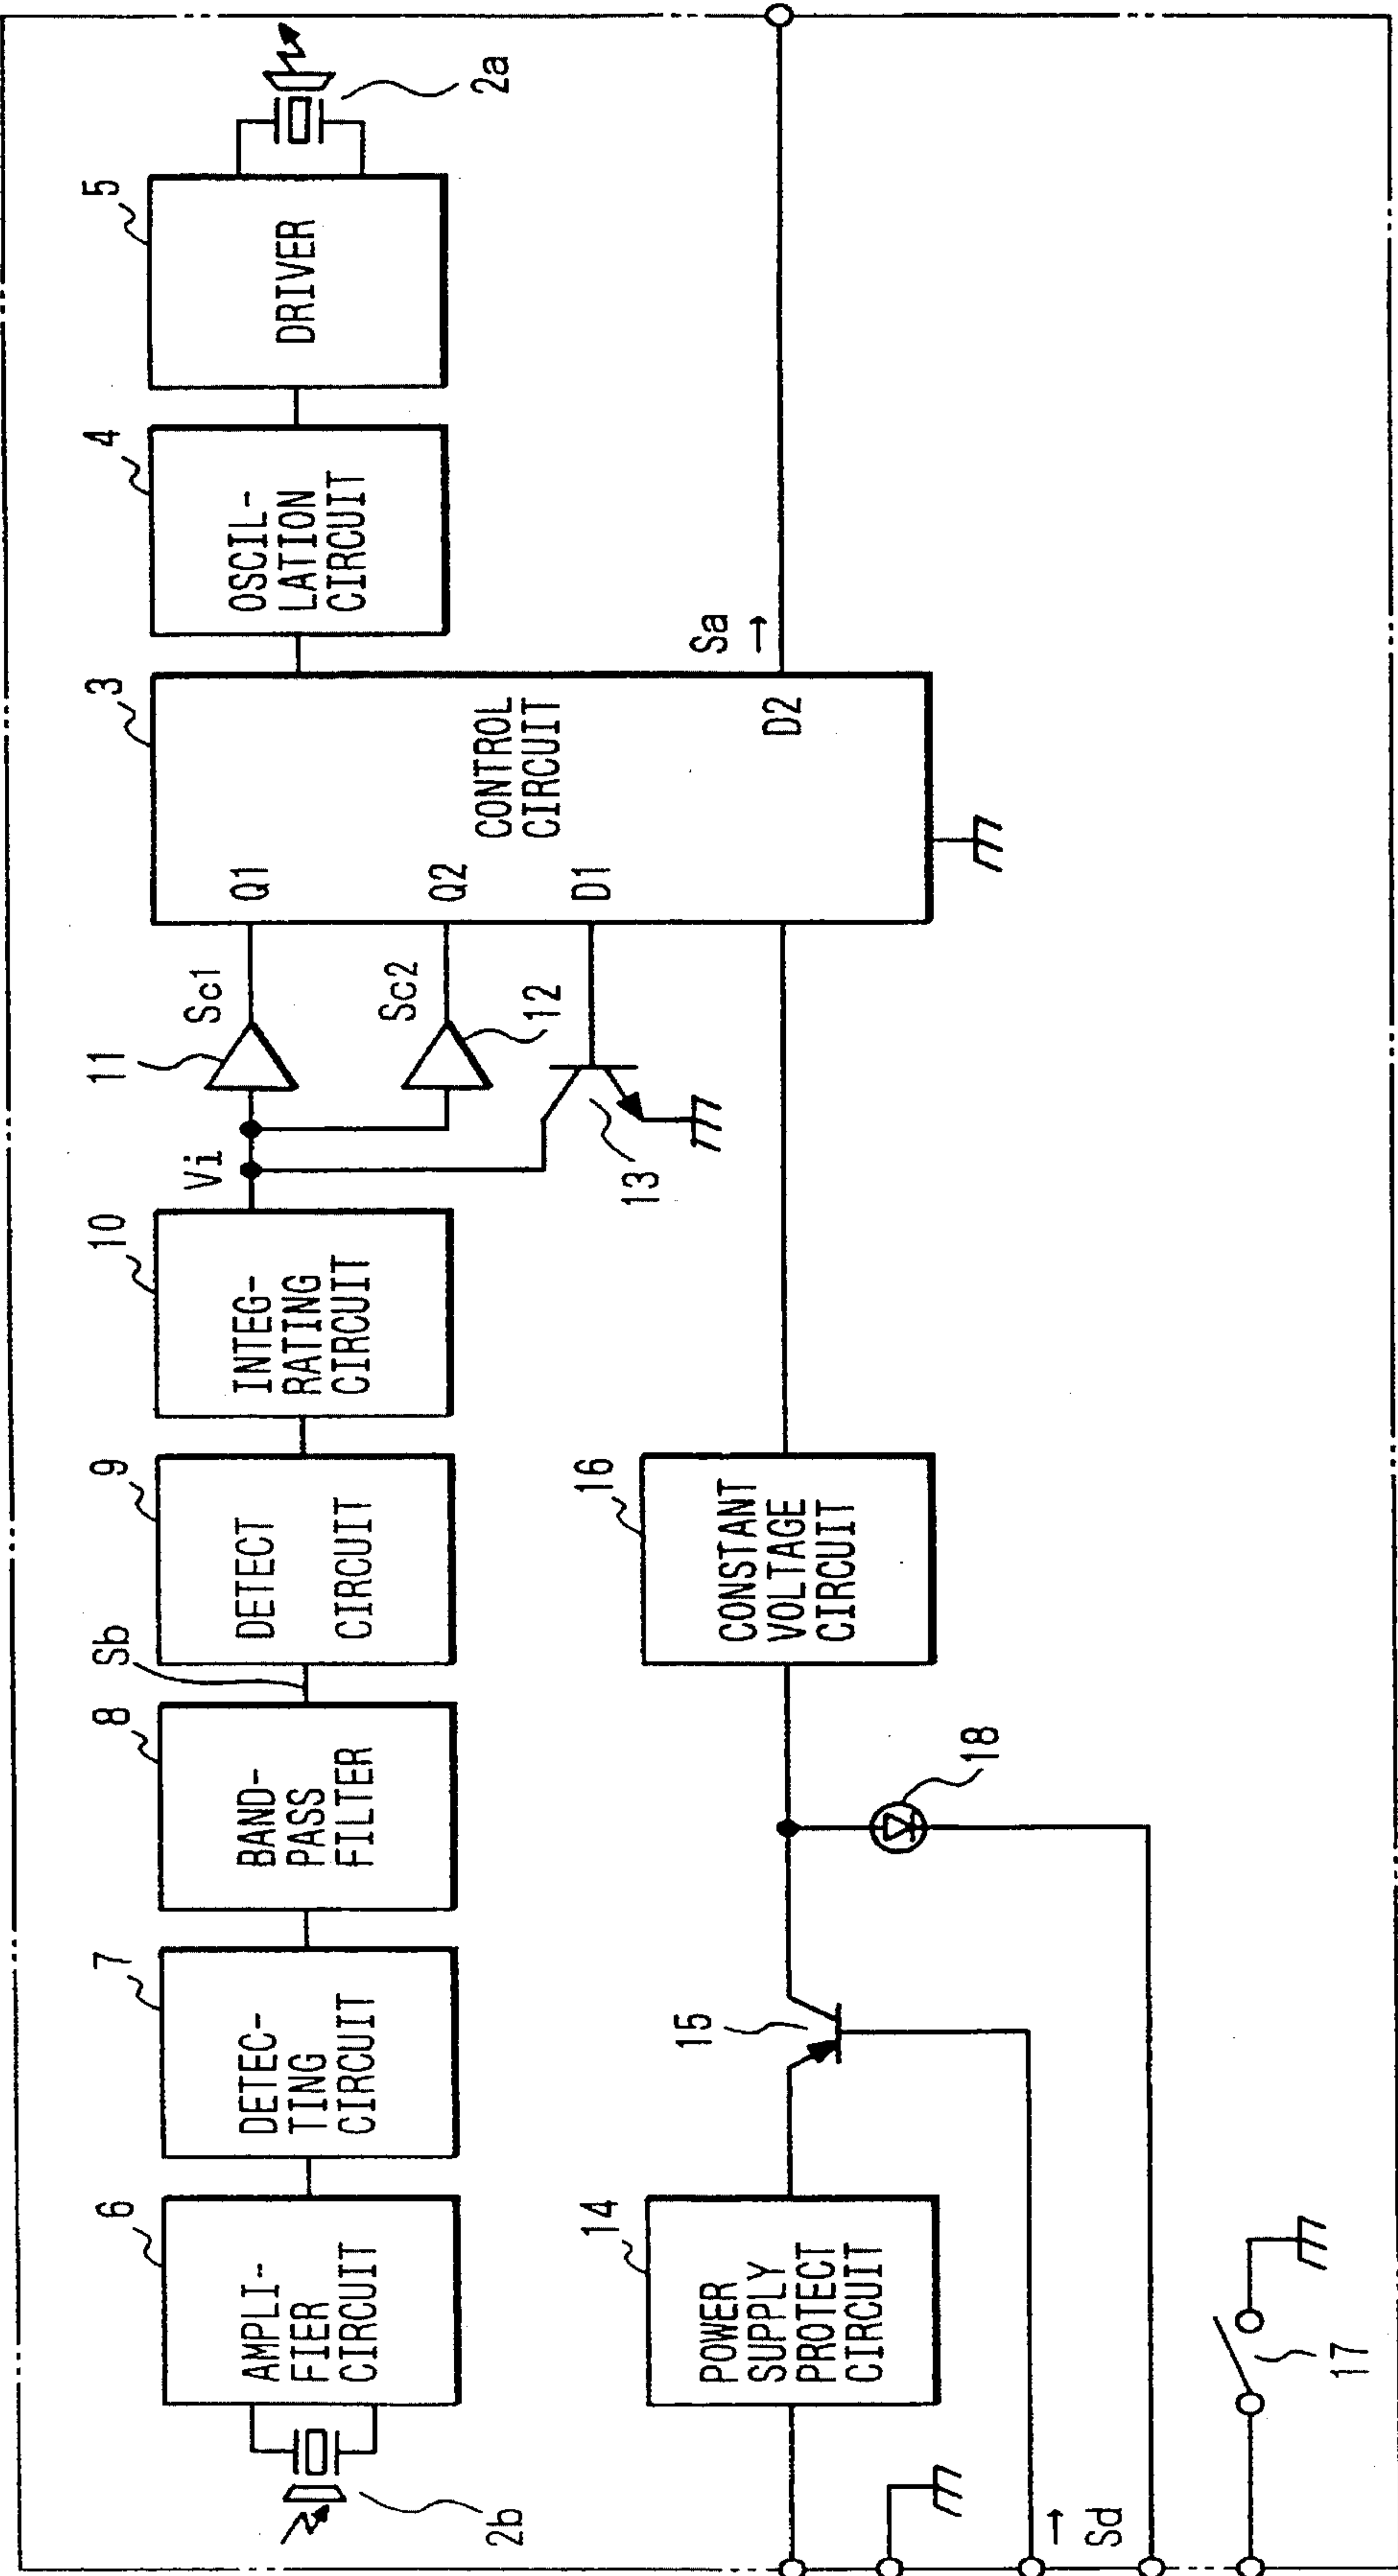 2b
6
AMPLI-
FIER
CIRCUIT
7
DETEC-
TING
CIRCUIT
8
BAND-
PASS
FILTER
Sb
9
DETECT
CIRCUIT
10
INTEG-
RATING
CIRCUIT
Vi
11
Sc1
12
Sc2
13
3
Q1
Q2
D1
CONTROL
CIRCUIT
D2
Sa →
4
OSCIL-
LATION
CIRCUIT
5
DRIVER
2a
14
POWER
SUPPLY
PROTECT
CIRCUIT
15
16
CONSTANT
VOLTAGE
CIRCUIT
18
→
Sd
17